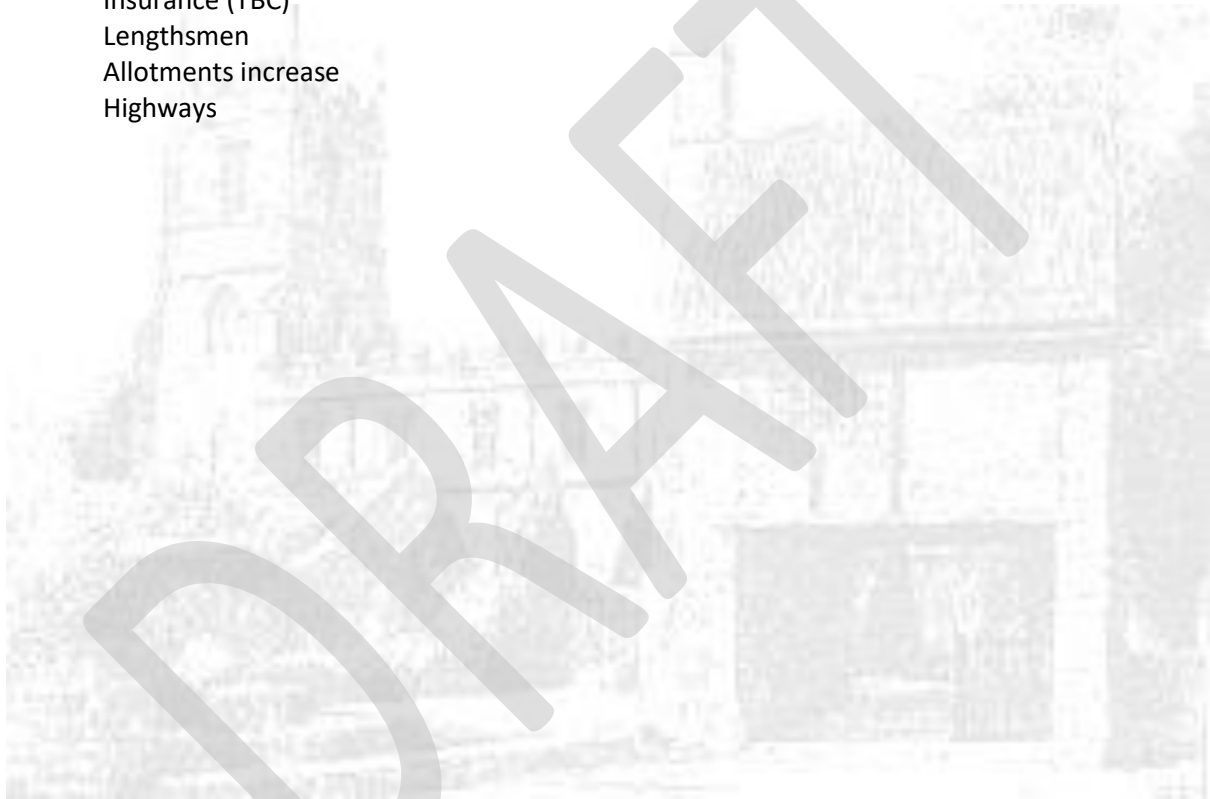 Insurance (TBC)
Lengthsmen
Allotments increase
Highways
DRAFT